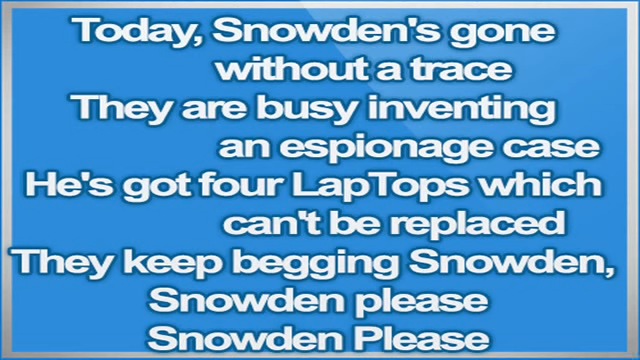 Today, Snowden's gone
without a trace
They are busy inventing
an espionage case
He's got four LapTops which
can't be replaced
They keep begging Snowden,
Snowden please
Snowden Please